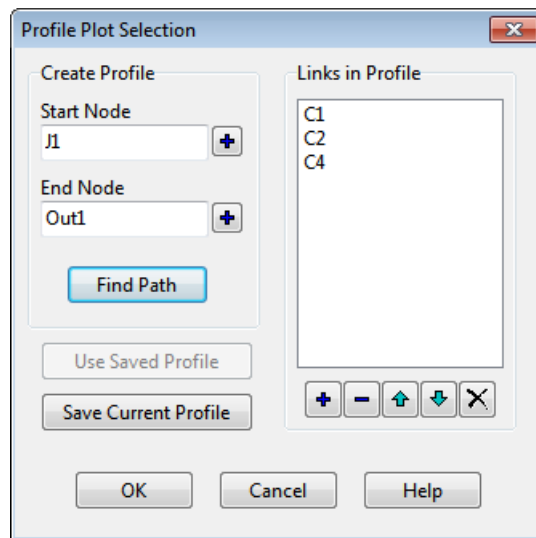 Profile Plot Selection
Create Profile
Start Node
J1
End Node
Out1
Find Path
Use Saved Profile
Save Current Profile
Links in Profile
C1
C2
C4
OK
Cancel
Help